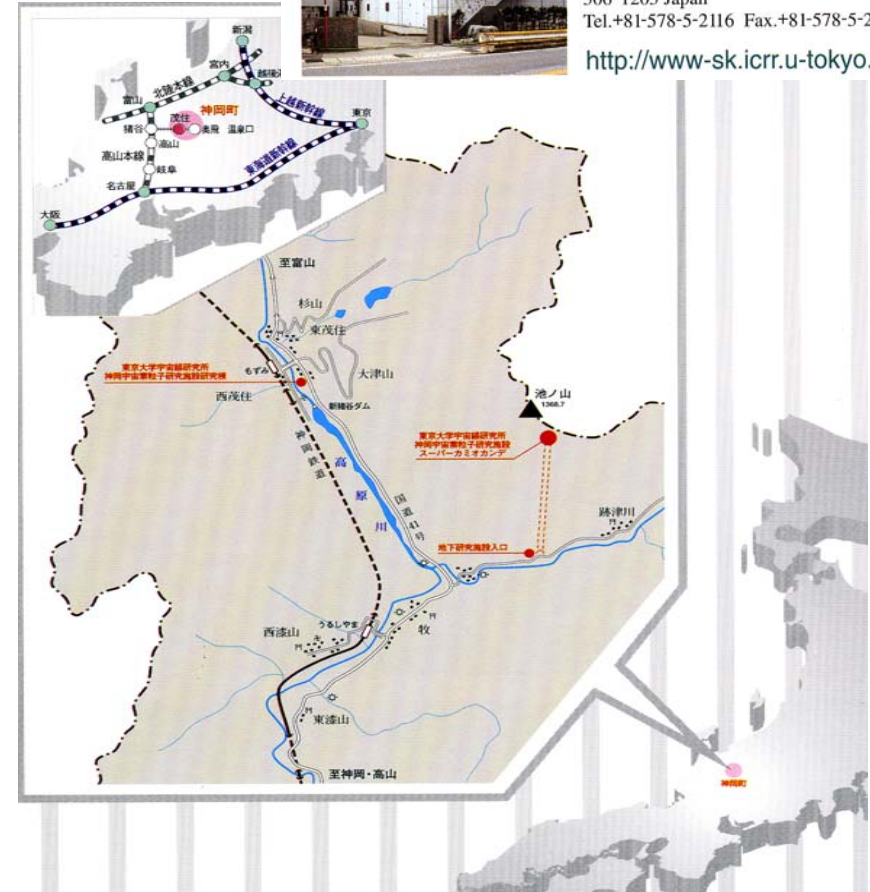 506-1205 Japan
Tel.+81-578-5-2116 Fax.+81-578-5-2
http://www-sk.icrr.u-tokyo.
新潟
宮内
越後
北陸本線
上越新幹線
富山
神岡町
東京
茂住
猪谷
奥飛
温泉口
高山
高山本線
東海道新幹線
岐阜
名古屋
大阪
至富山
杉山
東茂住
東京大学宇宙線研究所
神岡宇宙素粒子研究施設研究棟
もずみ
大津山
西茂住
新猪谷ダム
池ノ山
1368.7
東京大学宇宙線研究所
神岡宇宙素粒子研究施設
スーパーカミオカンデ
神岡鉄道
高原川
国道41号
跡津川
地下研究施設入口
うるしやま
西漆山
牧
東漆山
至神岡・高山
神岡町